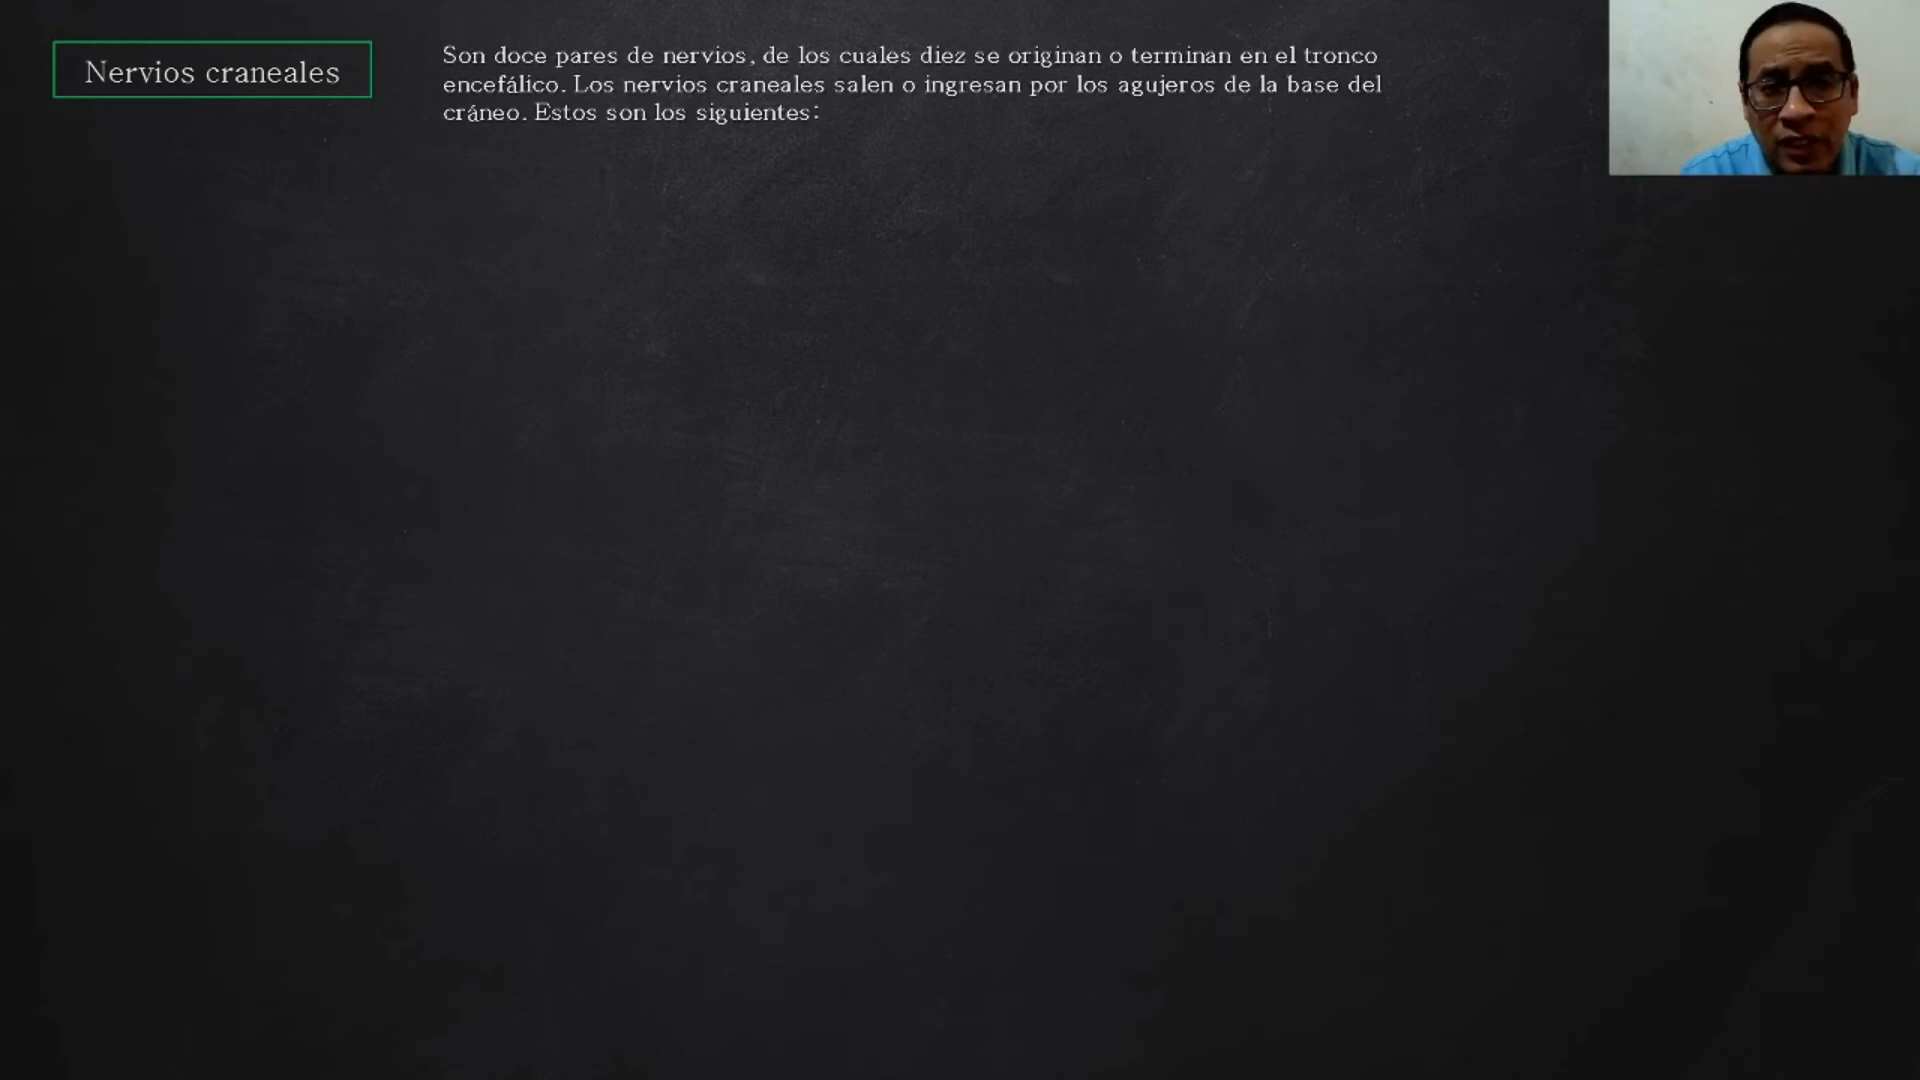 Nervios craneales
Son doce pares de nervios, de los cuales diez se originan o terminan en el tronco
encefálico. Los nervios craneales salen o ingresan por los agujeros de la base del
cráneo. Estos son los siguientes: